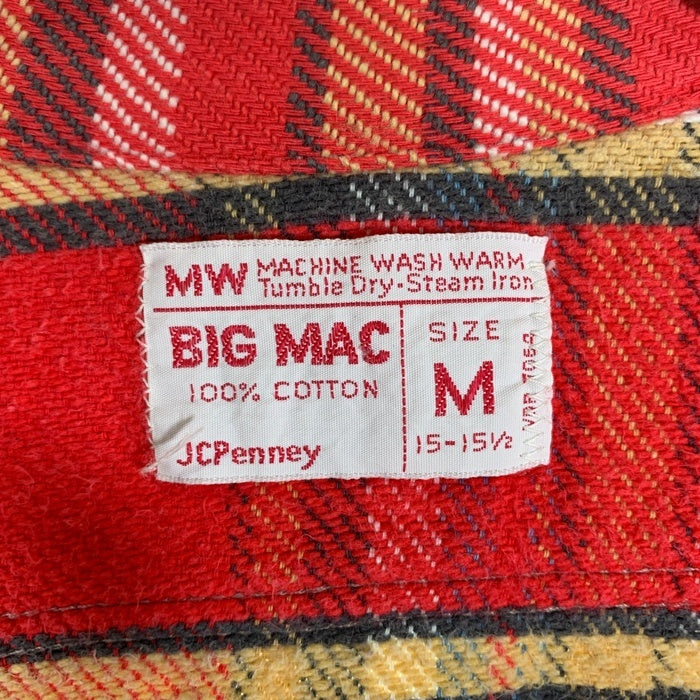 MW MACHINE WASH WARM
Tumble Dry-Steam Iron
BIG MAC
100% COTTON
JCPenney
SIZE
M
15-15½